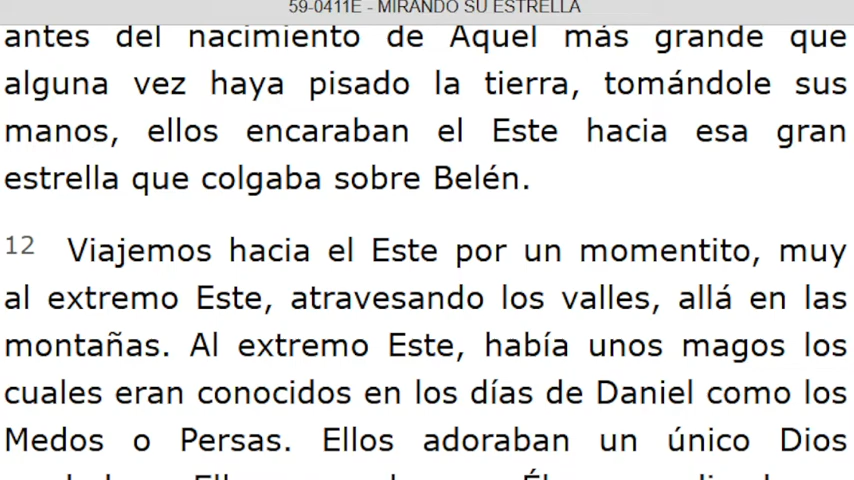 59-0411E - MIRANDO SU ESTRELLA
antes del nacimiento de Aquel más grande que
alguna vez haya pisado la tierra, tomándole sus
manos, ellos encaraban el Este hacia esa gran
estrella que colgaba sobre Belén.
12 Viajemos hacia el Este por un momentito, muy
al extremo Este, atravesando los valles, allá en las
montañas. Al extremo Este, había unos magos los
cuales eran conocidos en los días de Daniel como los
Medos o Persas. Ellos adoraban un único Dios